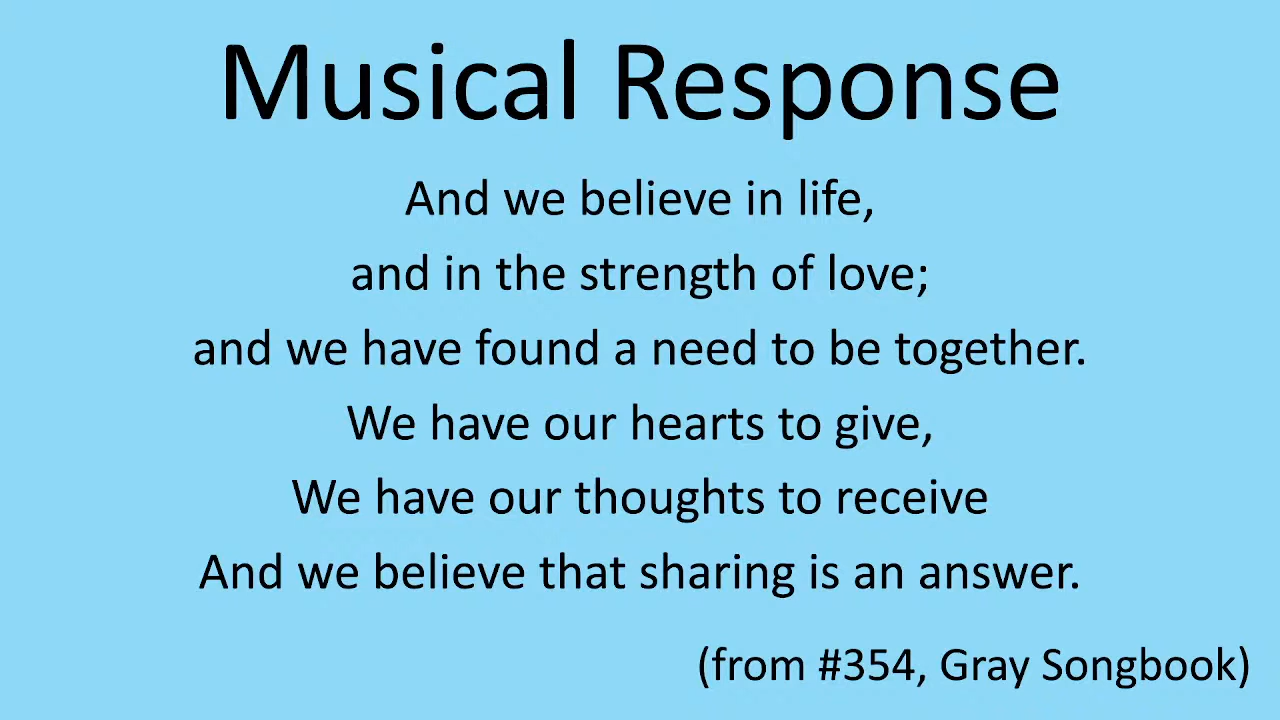 Musical Response
And we believe in life,
and in the strength of love;
and we have found a need to be together.
We have our hearts to give,
We have our thoughts to receive
And we believe that sharing is an answer.
(from #354, Gray Songbook)